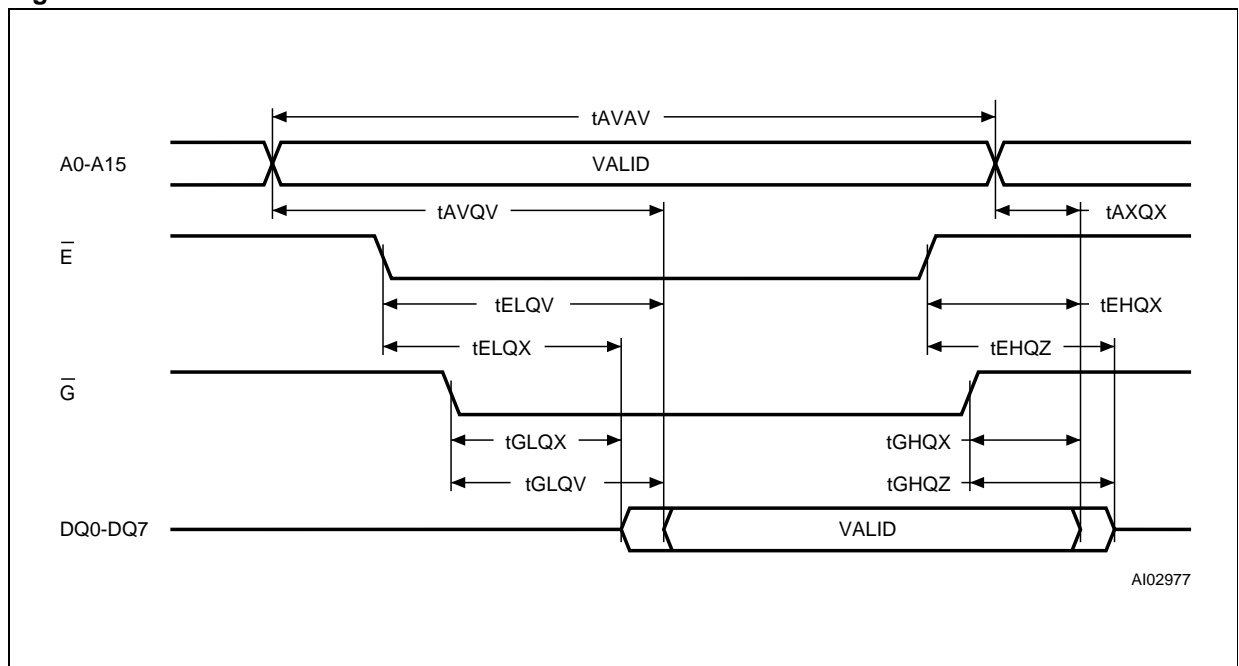 tAVAV
A0-A15
VALID
tAVQV
tAXQX
E
tELQV
tEHQX
tELQX
tEHQZ
G
tGLQX
tGHQX
tGLQV
tGHQZ
DQ0-DQ7
VALID
AI02977